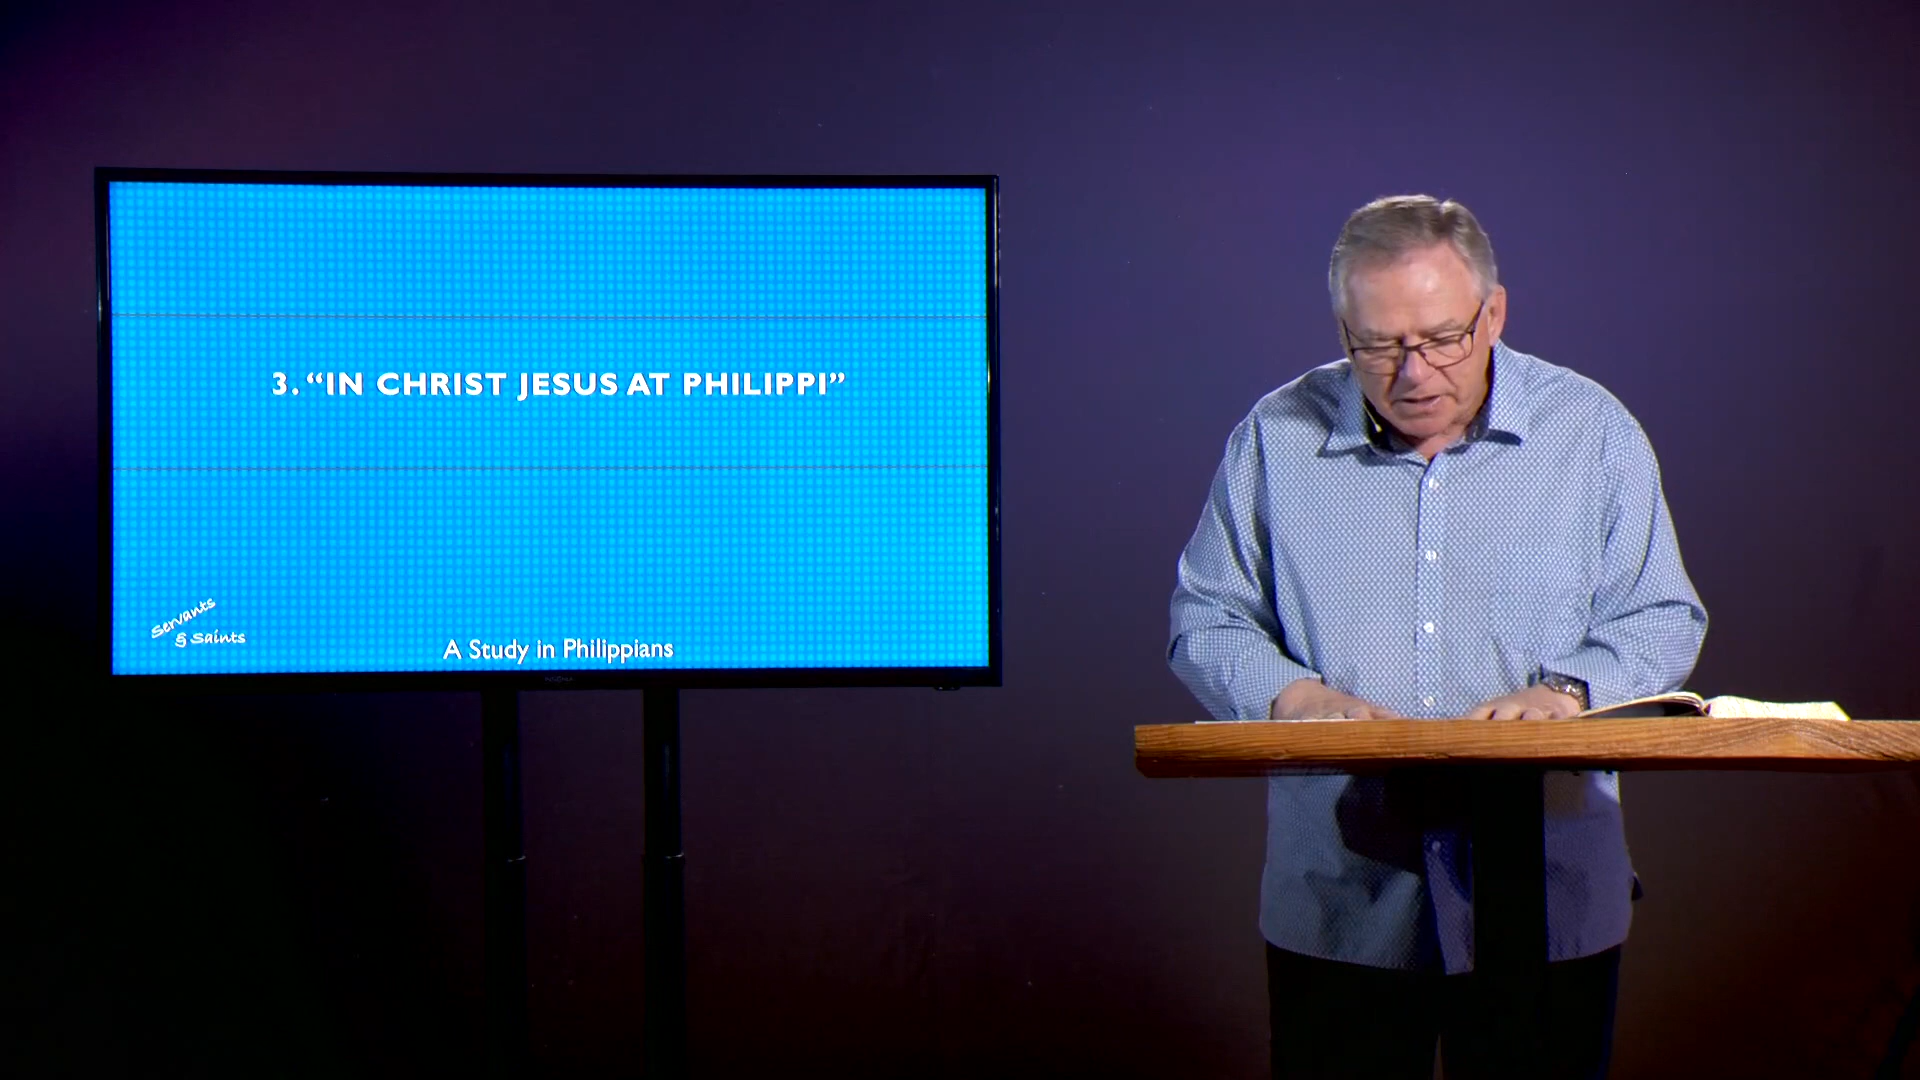 3. “IN CHRIST JESUS AT PHILIPPI”
Servants
& Saints
A Study in Philippians